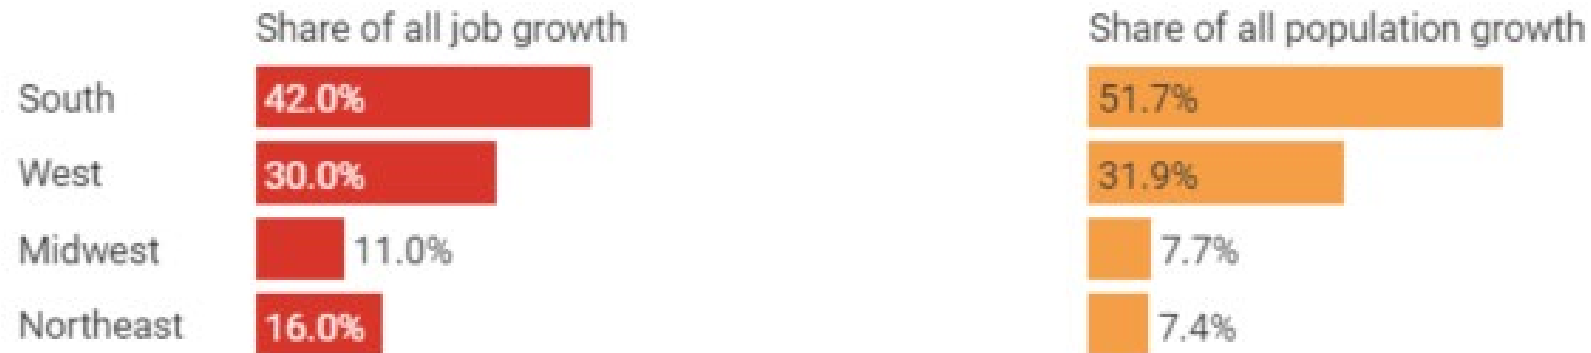 Share of all job growth Share of all population growth
South 42.0% 51.7%
West 30.0% 31.9%
Midwest 11.0% 7.7%
Northeast 16.0% 7.4%